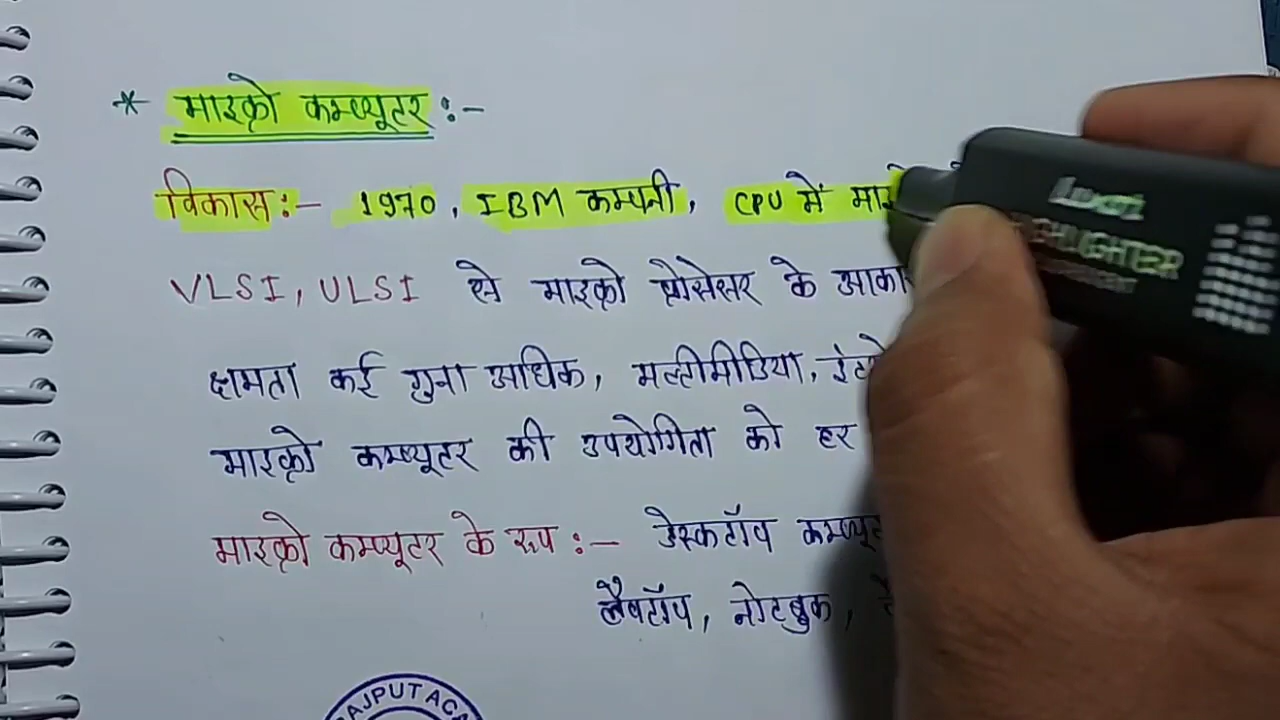 * माइक्रो कम्प्यूटर :-
विकास :- 1970, IBM कम्पनी, CPU में
VLSI, ULSI से माइक्रो प्रोसेसर के
क्षमता कई गुना अधिक, मल्टीमीडिया,
माइक्रो कम्प्यूटर की उपयोगिता को हर
माइक्रो कम्प्यूटर के रूप :- डेस्कटॉप
लैपटॉप, नोटबुक,
HIGHLIGHTER